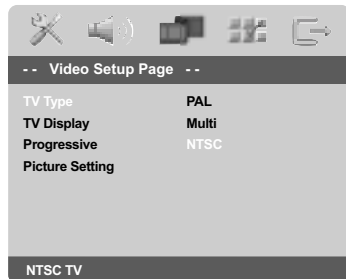 - - Video Setup Page - -
TV Type PAL
TV Display Multi
Progressive NTSC
Picture Setting
NTSC TV